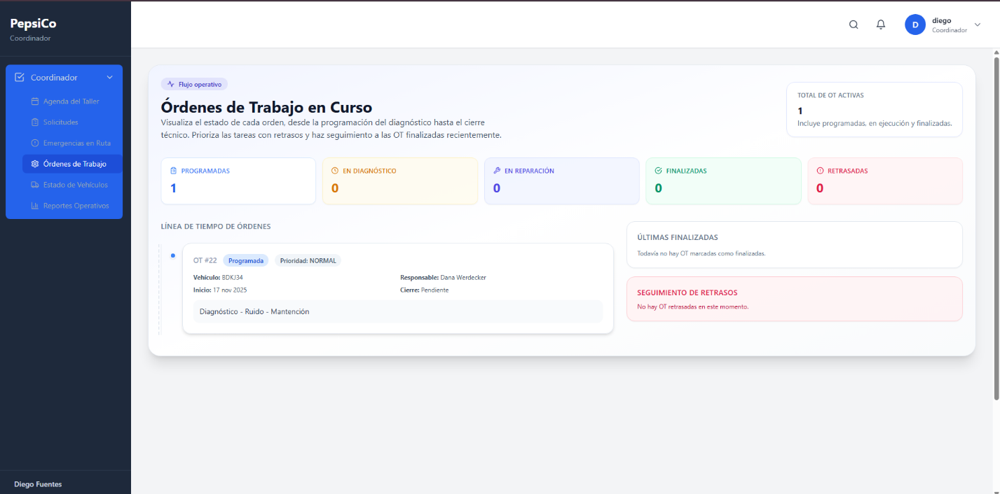 PepsiCo
Coordinador
Coordinador
Agenda del Taller
Solicitudes
Emergencias en Ruta
Órdenes de Trabajo
Estado de Vehículos
Reportes Operativos
Diego Fuentes
D
diego
Coordinador
Flujo operativo
Órdenes de Trabajo en Curso
Visualiza el estado de cada orden, desde la programación del diagnóstico hasta el cierre
técnico. Prioriza las tareas con retrasos y haz seguimiento a las OT finalizadas recientemente.
TOTAL DE OT ACTIVAS
1
Incluye programadas, en ejecución y finalizadas.
PROGRAMADAS
1
EN DIAGNÓSTICO
0
EN REPARACIÓN
0
FINALIZADAS
0
RETRASADAS
0
LÍNEA DE TIEMPO DE ÓRDENES
OT #22 Programada Prioridad: NORMAL
Vehículo: BDKJ34 Responsable: Dana Werdecker
Inicio: 17 nov 2025 Cierre: Pendiente
Diagnóstico - Ruido - Mantención
ÚLTIMAS FINALIZADAS
Todavía no hay OT marcadas como finalizadas.
SEGUIMIENTO DE RETRASOS
No hay OT retrasadas en este momento.